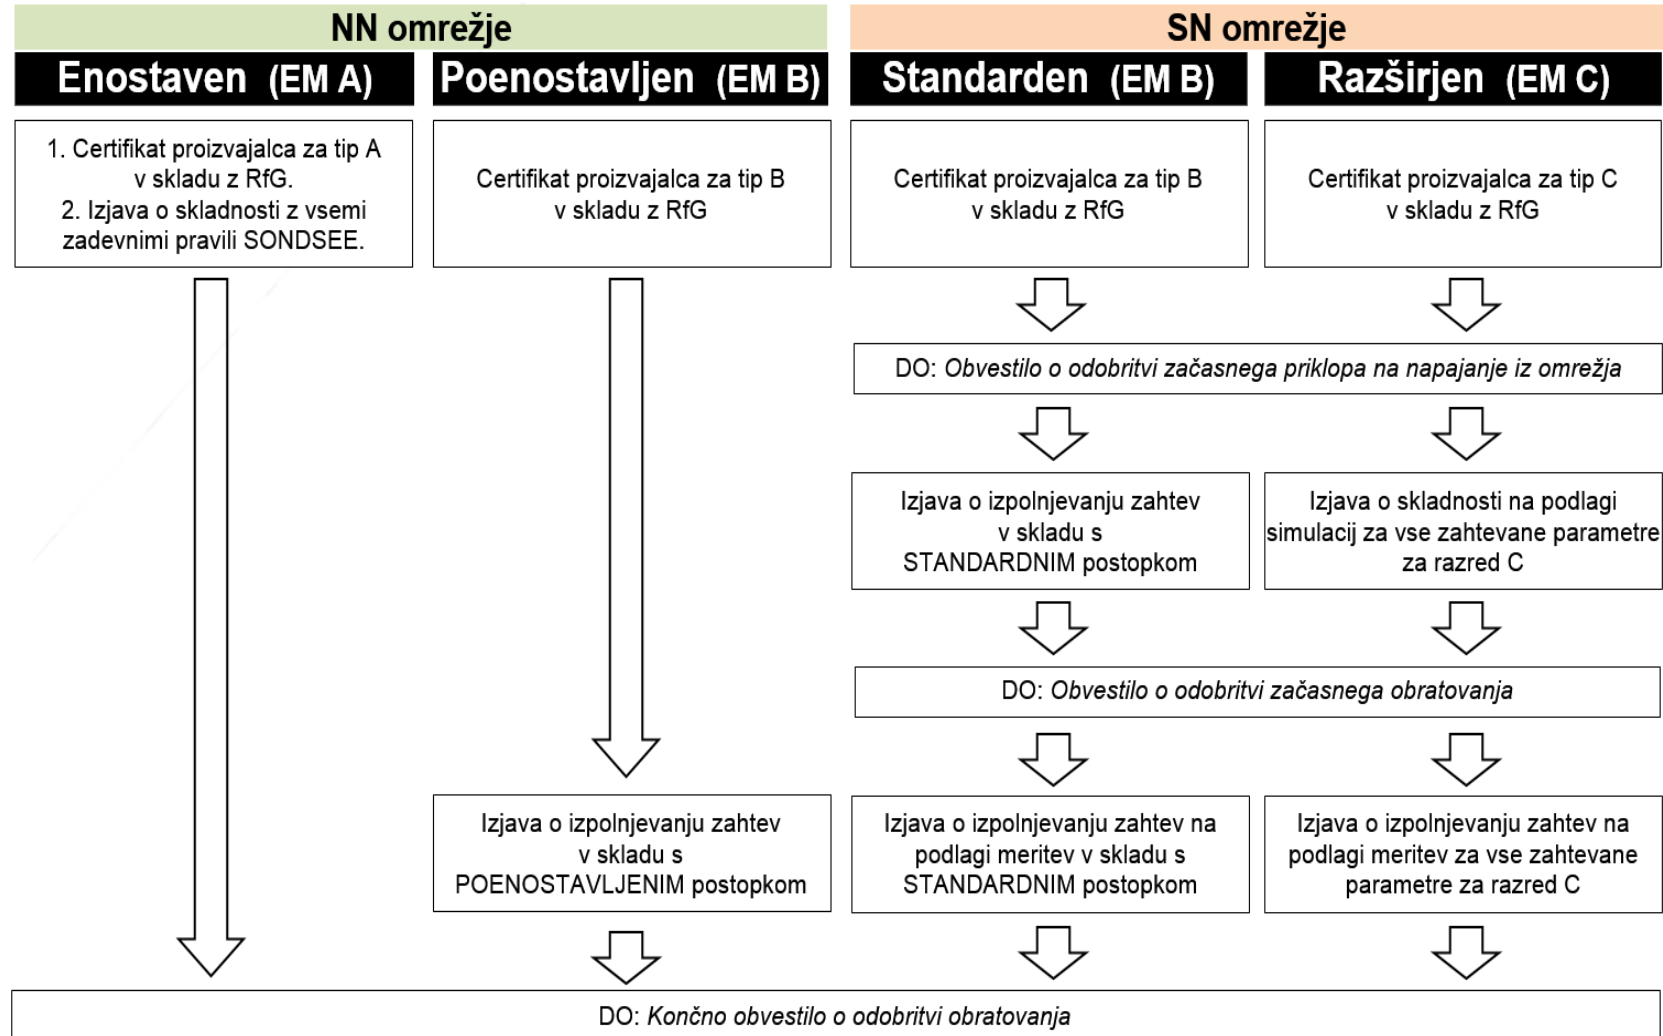 NN omrežje
SN omrežje
Enostaven (EM A)
Poenostavljen (EM B)
Standarden (EM B)
Razširjen (EM C)
1. Certifikat proizvajalca za tip A
v skladu z RfG.
2. Izjava o skladnosti z vsemi
zadevnimi pravili SONDSEE.
Certifikat proizvajalca za tip B
v skladu z RfG
Certifikat proizvajalca za tip B
v skladu z RfG
Certifikat proizvajalca za tip C
v skladu z RfG
DO: Obvestilo o odobritvi začasnega priklopa na napajanje iz omrežja
Izjava o izpolnjevanju zahtev
v skladu s
STANDARDNIM postopkom
Izjava o skladnosti na podlagi
simulacij za vse zahtevane parametre
za razred C
DO: Obvestilo o odobritvi začasnega obratovanja
Izjava o izpolnjevanju zahtev
v skladu s
POENOSTAVLJENIM postopkom
Izjava o izpolnjevanju zahtev na
podlagi meritev v skladu s
STANDARDNIM postopkom
Izjava o izpolnjevanju zahtev na
podlagi meritev za vse zahtevane
parametre za razred C
DO: Končno obvestilo o odobritvi obratovanja